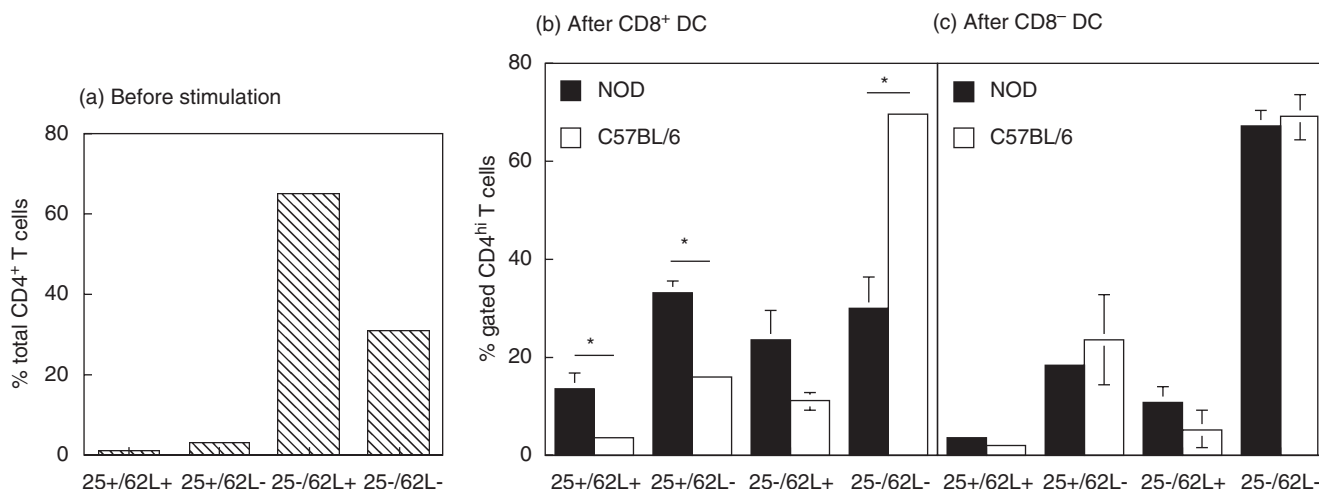 (b) After CD8⁺ DC
(c) After CD8⁻ DC
(a) Before stimulation
% total CD4⁺ T cells
80
60
40
20
0
25+/62L+ 25+/62L- 25-/62L+ 25-/62L-
% gated CD4ʰⁱ T cells
80
60
40
20
0
NOD
C57BL/6
*
*
*
25+/62L+ 25+/62L- 25-/62L+ 25-/62L-
NOD
C57BL/6
25+/62L+ 25+/62L- 25-/62L+ 25-/62L-